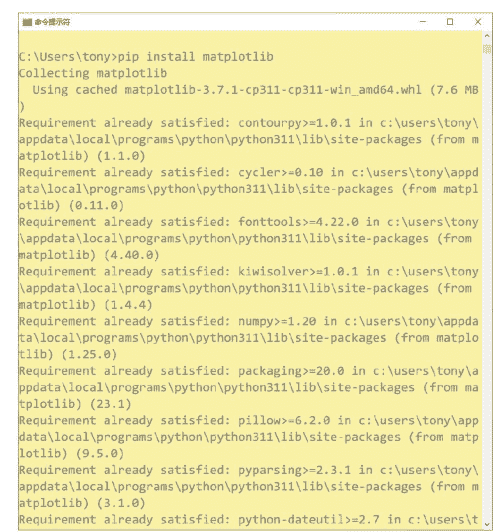 命令提示符
C:\Users\tony>pip install matplotlib
Collecting matplotlib
  Using cached matplotlib-3.7.1-cp311-cp311-win_amd64.whl (7.6 MB
)
Requirement already satisfied: contourpy>=1.0.1 in c:\users\tony\
appdata\local\programs\python\python311\lib\site-packages (from m
atplotlib) (1.1.0)
Requirement already satisfied: cycler>=0.10 in c:\users\tony\appd
ata\local\programs\python\python311\lib\site-packages (from matpl
otlib) (0.11.0)
Requirement already satisfied: fonttools>=4.22.0 in c:\users\tony
\appdata\local\programs\python\python311\lib\site-packages (from
matplotlib) (4.40.0)
Requirement already satisfied: kiwisolver>=1.0.1 in c:\users\tony
\appdata\local\programs\python\python311\lib\site-packages (from
matplotlib) (1.4.4)
Requirement already satisfied: numpy>=1.20 in c:\users\tony\appda
ta\local\programs\python\python311\lib\site-packages (from matplo
tlib) (1.25.0)
Requirement already satisfied: packaging>=20.0 in c:\users\tony\a
ppdata\local\programs\python\python311\lib\site-packages (from ma
tplotlib) (23.1)
Requirement already satisfied: pillow>=6.2.0 in c:\users\tony\app
data\local\programs\python\python311\lib\site-packages (from matp
lotlib) (9.5.0)
Requirement already satisfied: pyparsing>=2.3.1 in c:\users\tony\
appdata\local\programs\python\python311\lib\site-packages (from m
atplotlib) (3.1.0)
Requirement already satisfied: python-dateutil>=2.7 in c:\users\t